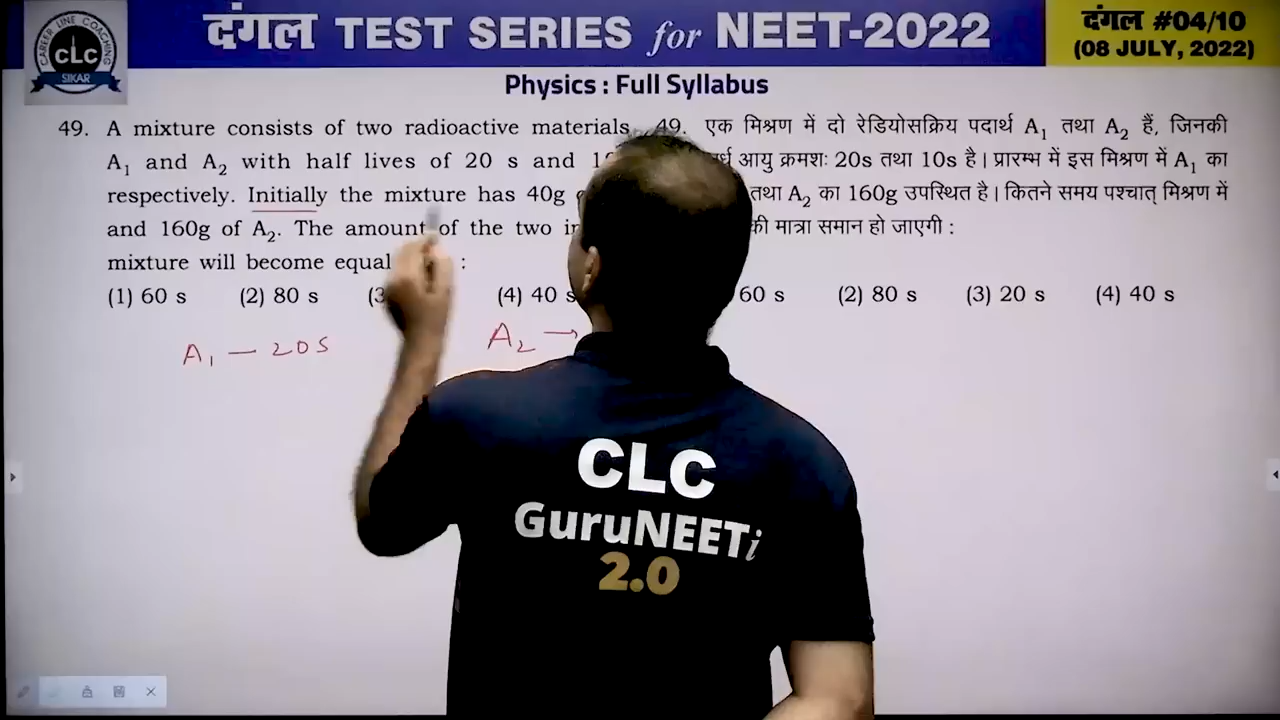 CAREER LINE COACHING
CLC
SIKAR
दंगल TEST SERIES for NEET-2022
दंगल #04/10
(08 JULY, 2022)
Physics : Full Syllabus
49. A mixture consists of two radioactive materials
A₁ and A₂ with half lives of 20 s and
respectively. Initially the mixture has 40g
and 160g of A₂. The amount of the two
mixture will become equal :
(1) 60 s (2) 80 s (4) 40 s
49. एक मिश्रण में दो रेडियोसक्रिय पदार्थ A₁ तथा A₂ हैं, जिनकी
आयु क्रमशः 20s तथा 10s है। प्रारम्भ में इस मिश्रण में A₁ का
तथा A₂ का 160g उपस्थित है। कितने समय पश्चात् मिश्रण में
की मात्रा समान हो जाएगी :
60 s (2) 80 s (3) 20 s (4) 40 s
A₁ — 20s
A₂ →
CLC
GuruNEETi
2.0